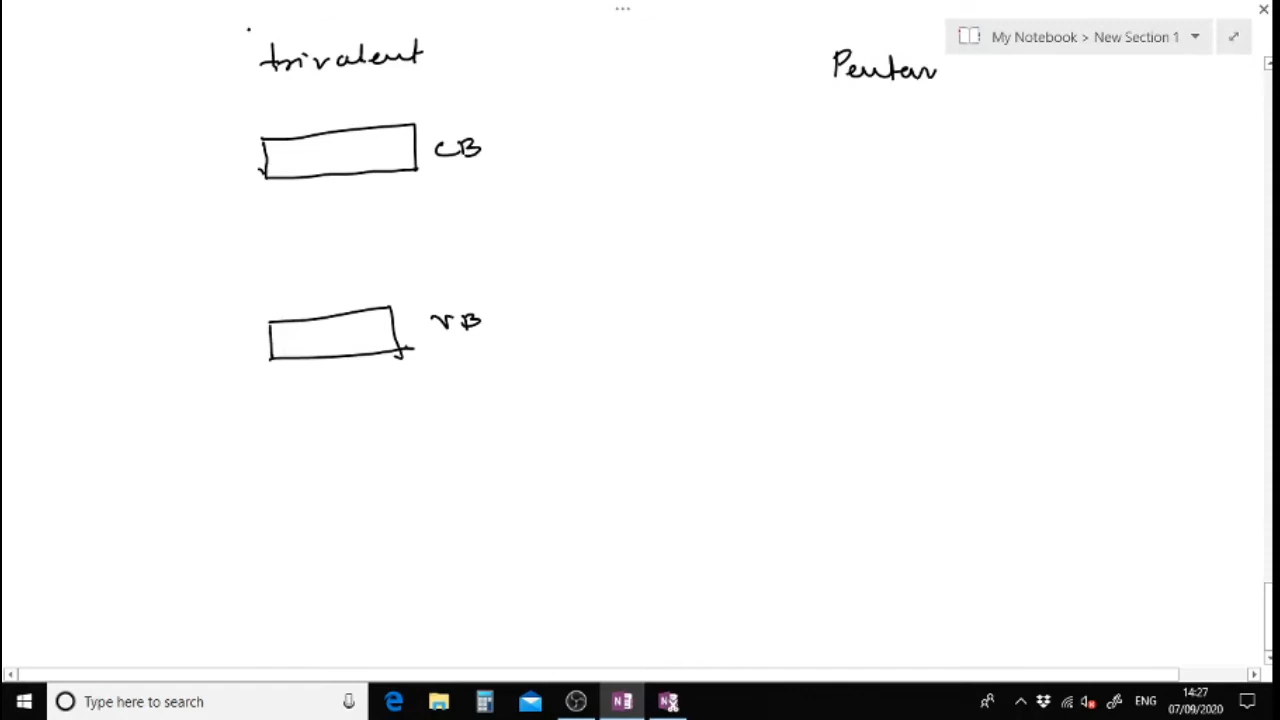 My Notebook > New Section 1
trivalent
Pentav
CB
VB
Type here to search
ENG
14:27
07/09/2020